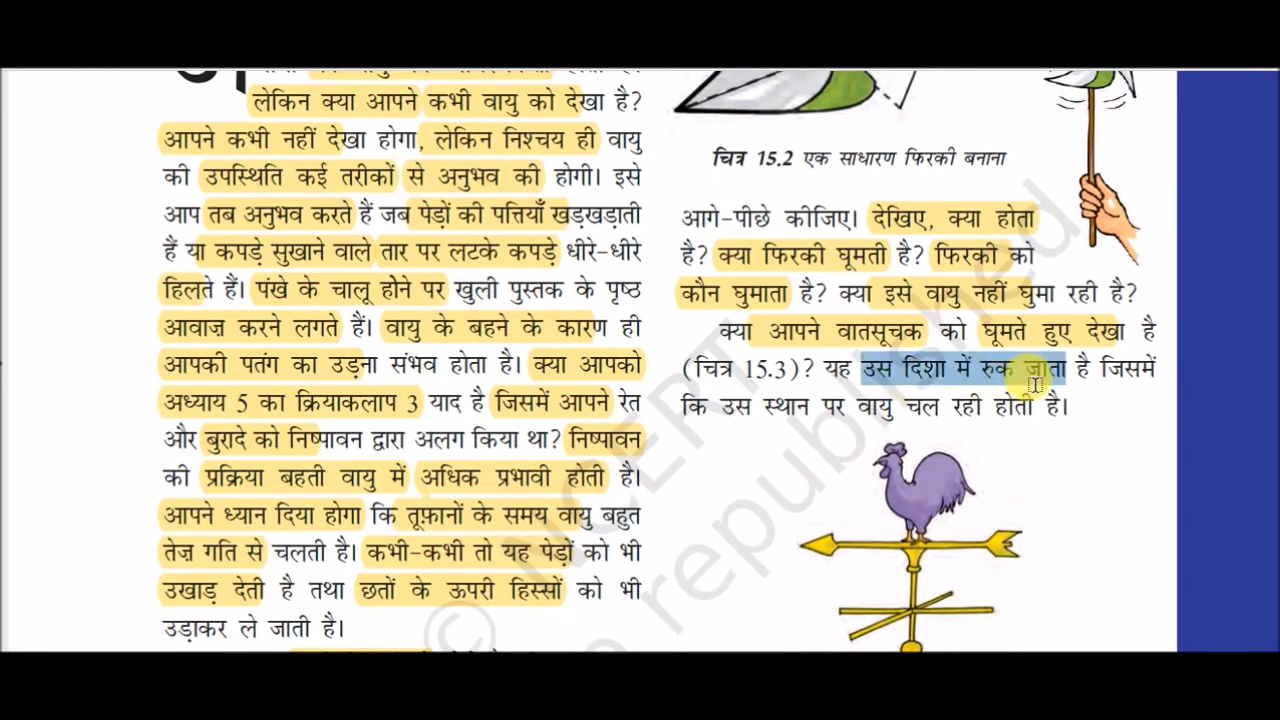 लेकिन क्या आपने कभी वायु को देखा है?
आपने कभी नहीं देखा होगा, लेकिन निश्चय ही वायु
की उपस्थिति कई तरीकों से अनुभव की होगी। इसे
आप तब अनुभव करते हैं जब पेड़ों की पत्तियाँ खड़खड़ाती
हैं या कपड़े सुखाने वाले तार पर लटके कपड़े धीरे-धीरे
हिलते हैं। पंखे के चालू होने पर खुली पुस्तक के पृष्ठ
आवाज़ करने लगते हैं। वायु के बहने के कारण ही
आपकी पतंग का उड़ना संभव होता है। क्या आपको
अध्याय 5 का क्रियाकलाप 3 याद है जिसमें आपने रेत
और बुरादे को निष्पावन द्वारा अलग किया था? निष्पावन
की प्रक्रिया बहती वायु में अधिक प्रभावी होती है।
आपने ध्यान दिया होगा कि तूफ़ानों के समय वायु बहुत
तेज़ गति से चलती है। कभी-कभी तो यह पेड़ों को भी
उखाड़ देती है तथा छतों के ऊपरी हिस्सों को भी
उड़ाकर ले जाती है।
चित्र 15.2 एक साधारण फिरकी बनाना
आगे-पीछे कीजिए। देखिए, क्या होता
है? क्या फिरकी घूमती है? फिरकी को
कौन घुमाता है? क्या इसे वायु नहीं घुमा रही है?
क्या आपने वातसूचक को घूमते हुए देखा है
(चित्र 15.3)? यह उस दिशा में रुक जाता है जिसमें
कि उस स्थान पर वायु चल रही होती है।
© NCERT
be republished